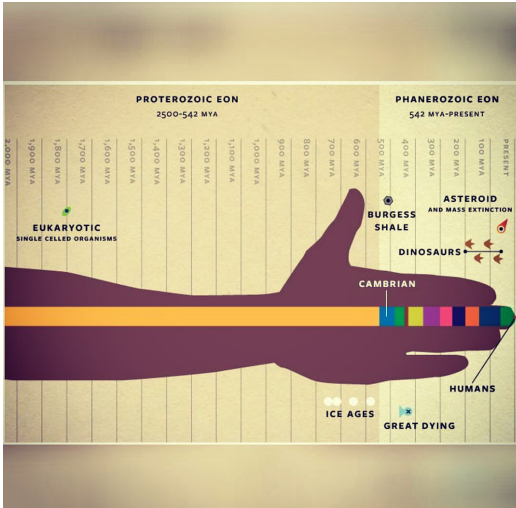 PROTEROZOIC EON
2500-542 MYA
PHANEROZOIC EON
542 MYA-PRESENT
2,000 MYA
1,900 MYA
1,800 MYA
1,700 MYA
1,600 MYA
1,500 MYA
1,400 MYA
1,300 MYA
1,200 MYA
1,100 MYA
1,000 MYA
900 MYA
800 MYA
700 MYA
600 MYA
500 MYA
400 MYA
300 MYA
200 MYA
100 MYA
PRESENT
EUKARYOTIC
SINGLE CELLED ORGANISMS
BURGESS
SHALE
ASTEROID
AND MASS EXTINCTION
DINOSAURS
CAMBRIAN
HUMANS
ICE AGES
GREAT DYING